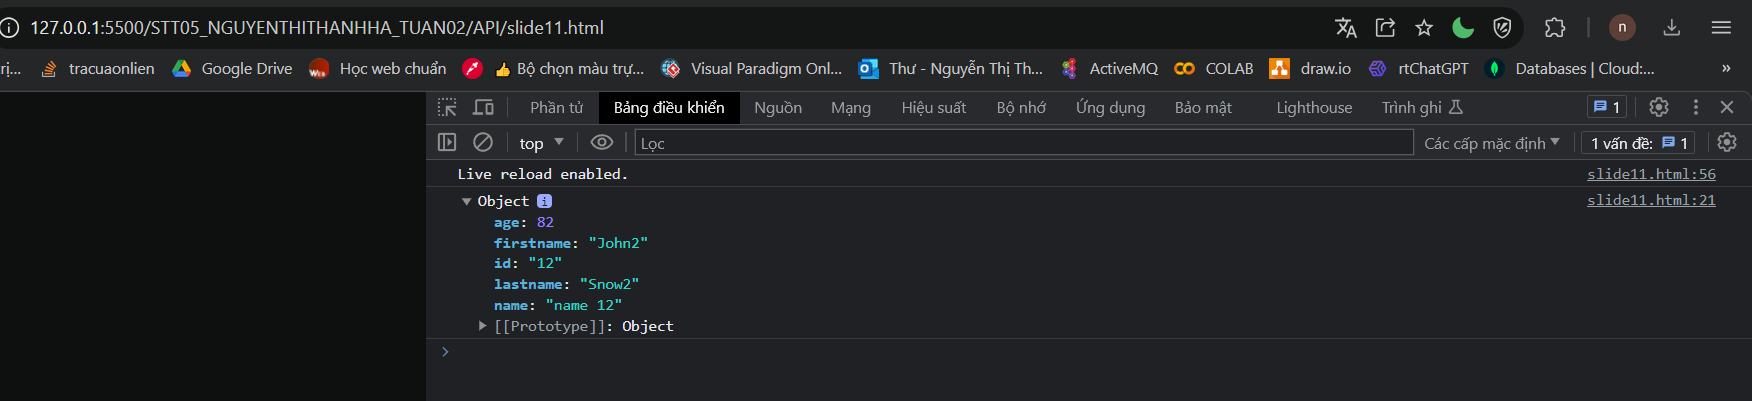 127.0.0.1:5500/STT05_NGUYENTHITHANHHA_TUAN02/API/slide11.html n
rị... tracuaonlien Google Drive Học web chuẩn 👍 Bộ chọn màu trự... Visual Paradigm Onl... Thư - Nguyễn Thị Th... ActiveMQ COLAB draw.io rtChatGPT Databases | Cloud:... »
Phần tử Bảng điều khiển Nguồn Mạng Hiệu suất Bộ nhớ Ứng dụng Bảo mật Lighthouse Trình ghi 1
top Lọc Các cấp mặc định 1 vấn đề: 1
Live reload enabled. slide11.html:56
Object i slide11.html:21
age: 82
firstname: "John2"
id: "12"
lastname: "Snow2"
name: "name 12"
[[Prototype]]: Object